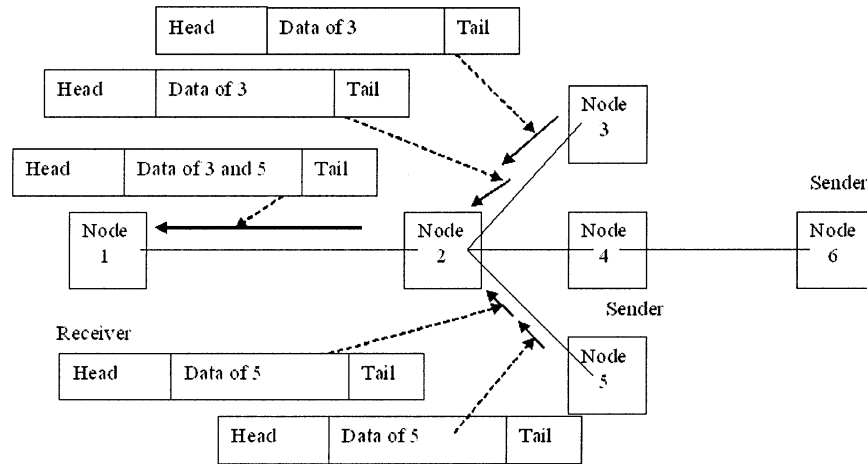 Head Data of 3 Tail
Head Data of 3 Tail
Node
3
Head Data of 3 and 5 Tail
Sender
Node
1
Node
2
Node
4
Node
6
Sender
Receiver
Node
5
Head Data of 5 Tail
Head Data of 5 Tail